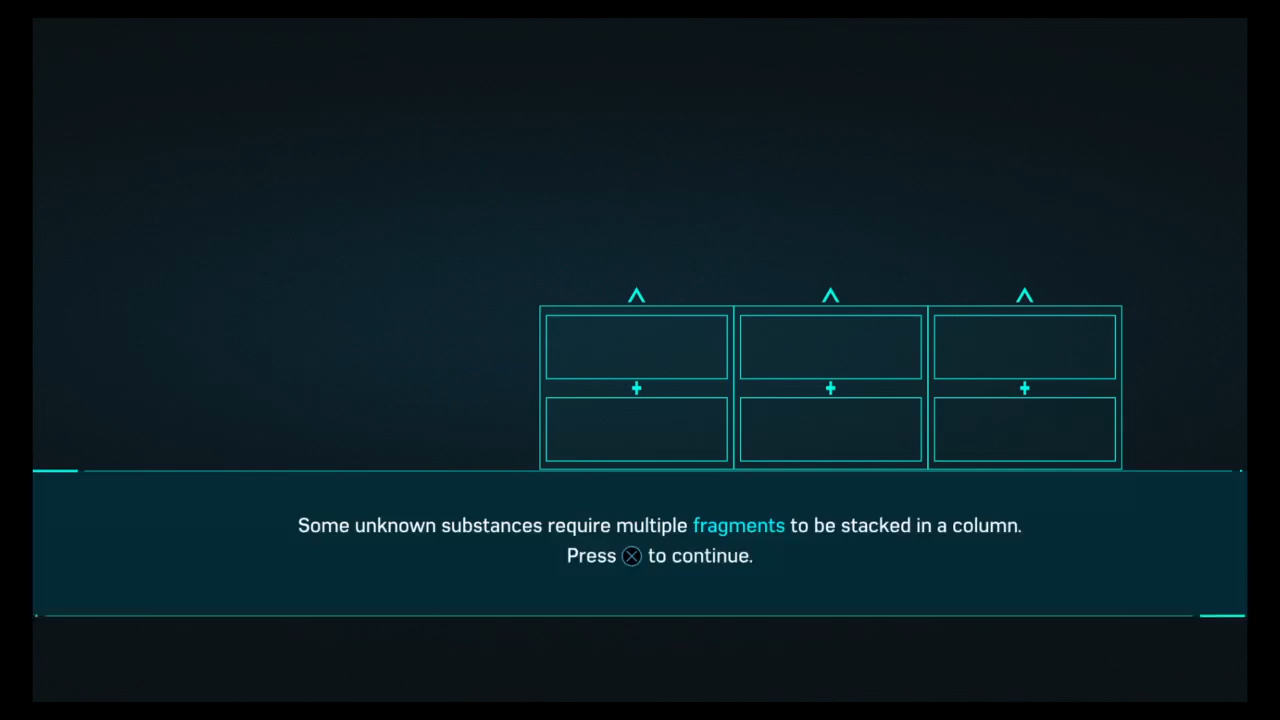 Some unknown substances require multiple fragments to be stacked in a column.
Press ⓧ to continue.